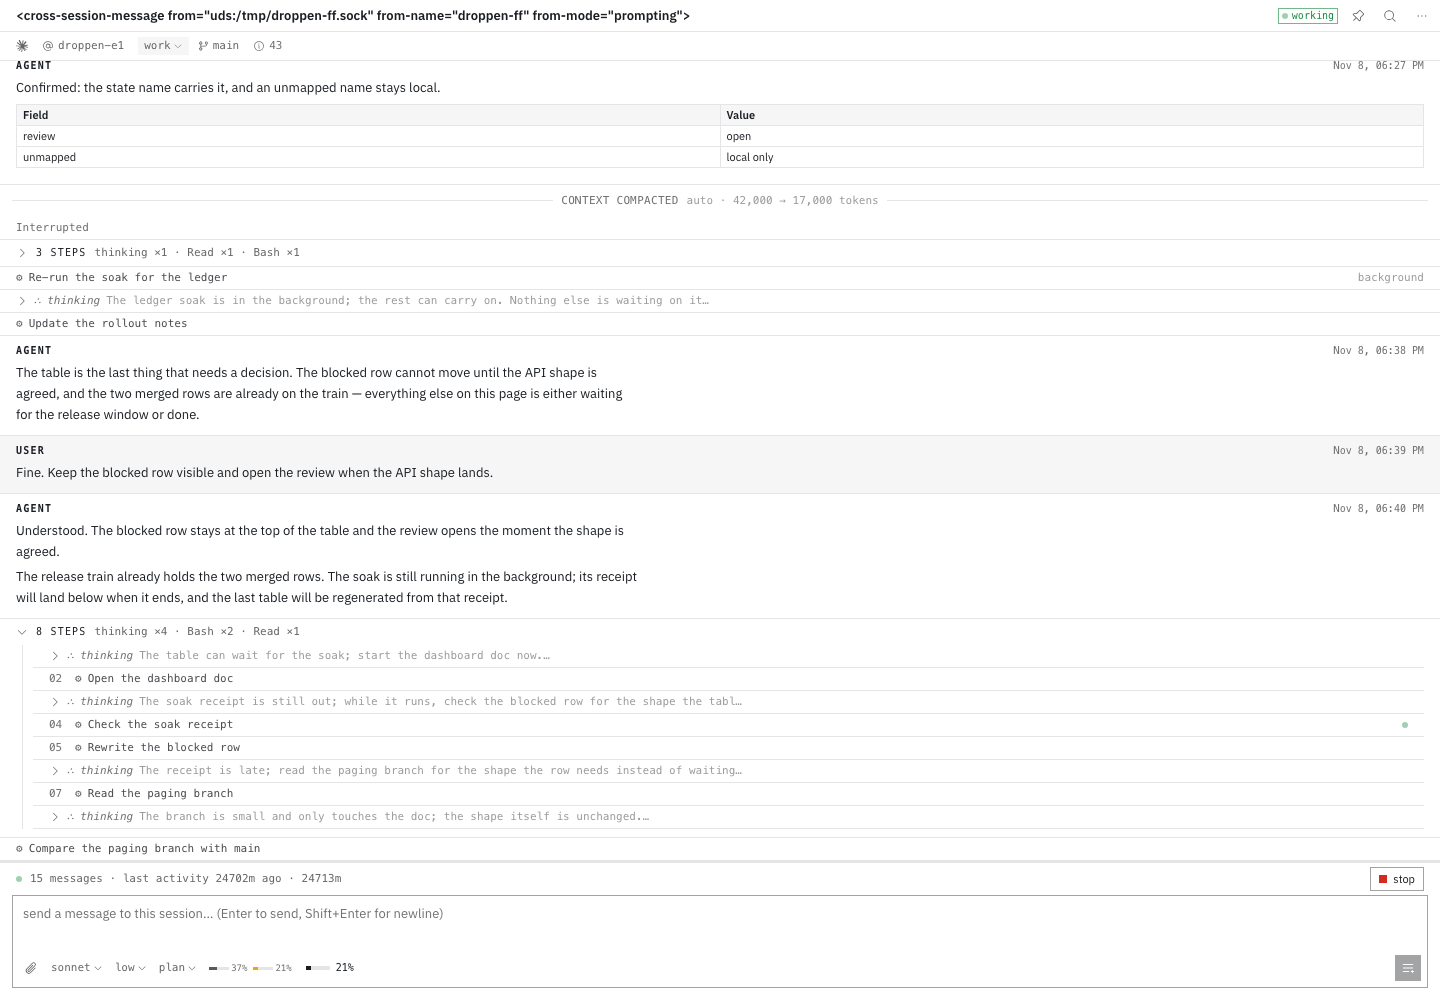 <cross-session-message from="uds:/tmp/droppen-ff.sock" from-name="droppen-ff" from-mode="prompting">
working
droppen-e1 work main 43
AGENT Nov 8, 06:27 PM
Confirmed: the state name carries it, and an unmapped name stays local.
Field Value
review open
unmapped local only
CONTEXT COMPACTED auto · 42,000 → 17,000 tokens
Interrupted
3 STEPS thinking ×1 · Read ×1 · Bash ×1
Re-run the soak for the ledger background
∴ thinking The ledger soak is in the background; the rest can carry on. Nothing else is waiting on it…
Update the rollout notes
AGENT Nov 8, 06:38 PM
The table is the last thing that needs a decision. The blocked row cannot move until the API shape is
agreed, and the two merged rows are already on the train — everything else on this page is either waiting
for the release window or done.
USER Nov 8, 06:39 PM
Fine. Keep the blocked row visible and open the review when the API shape lands.
AGENT Nov 8, 06:40 PM
Understood. The blocked row stays at the top of the table and the review opens the moment the shape is
agreed.
The release train already holds the two merged rows. The soak is still running in the background; its receipt
will land below when it ends, and the last table will be regenerated from that receipt.
8 STEPS thinking ×4 · Bash ×2 · Read ×1
∴ thinking The table can wait for the soak; start the dashboard doc now.…
02 Open the dashboard doc
∴ thinking The soak receipt is still out; while it runs, check the blocked row for the shape the tabl…
04 Check the soak receipt
05 Rewrite the blocked row
∴ thinking The receipt is late; read the paging branch for the shape the row needs instead of waiting…
07 Read the paging branch
∴ thinking The branch is small and only touches the doc; the shape itself is unchanged.…
Compare the paging branch with main
15 messages · last activity 24702m ago · 24713m stop
send a message to this session... (Enter to send, Shift+Enter for newline)
sonnet low plan 37% 21% 21%